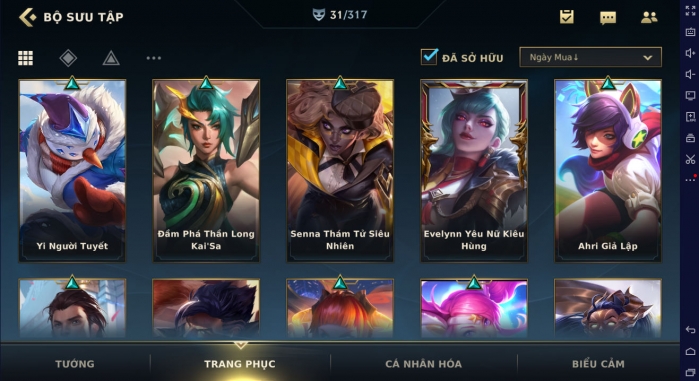 BỘ SƯU TẬP
31/317
ĐÃ SỞ HỮU
Ngày Mua↓
Yi Người Tuyết
Đắm Phá Thần Long
Kai'Sa
Senna Thám Tử Siêu
Nhiên
Evelynn Yêu Nữ Kiêu
Hùng
Ahri Giả Lập
TƯỚNG
TRANG PHỤC
CÁ NHÂN HÓA
BIỂU CẢM